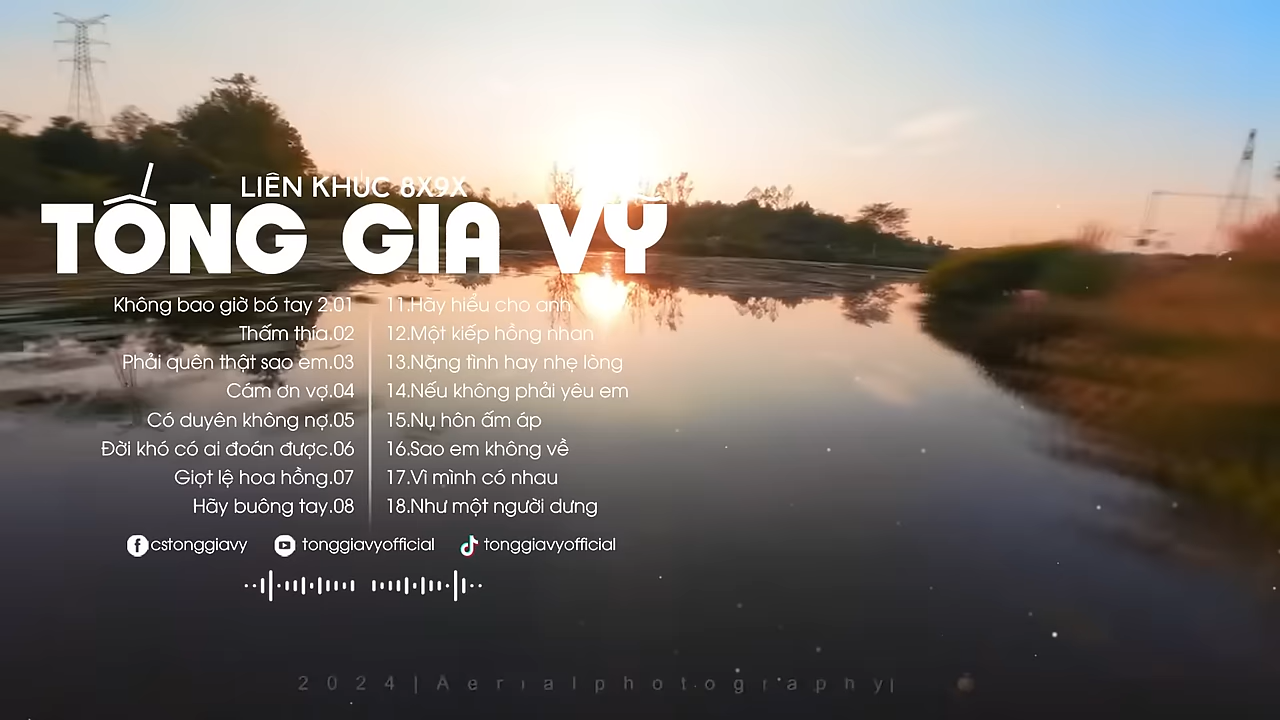 LIÊN KHÚC 8X9X
TỐNG GIA VỸ
Không bao giờ bó tay 2.01
Thấm thía.02
Phải quên thật sao em.03
Cám ơn vợ.04
Có duyên không nợ.05
Đời khó có ai đoán được.06
Giọt lệ hoa hồng.07
Hãy buông tay.08
11.Hãy hiểu cho anh
12.Một kiếp hồng nhan
13.Nặng tình hay nhẹ lòng
14.Nếu không phải yêu em
15.Nụ hôn ấm áp
16.Sao em không về
17.Vì mình có nhau
18.Như một người dưng
cstonggiavy tonggiavyofficial tonggiavyofficial
2024|Aerialphotography|